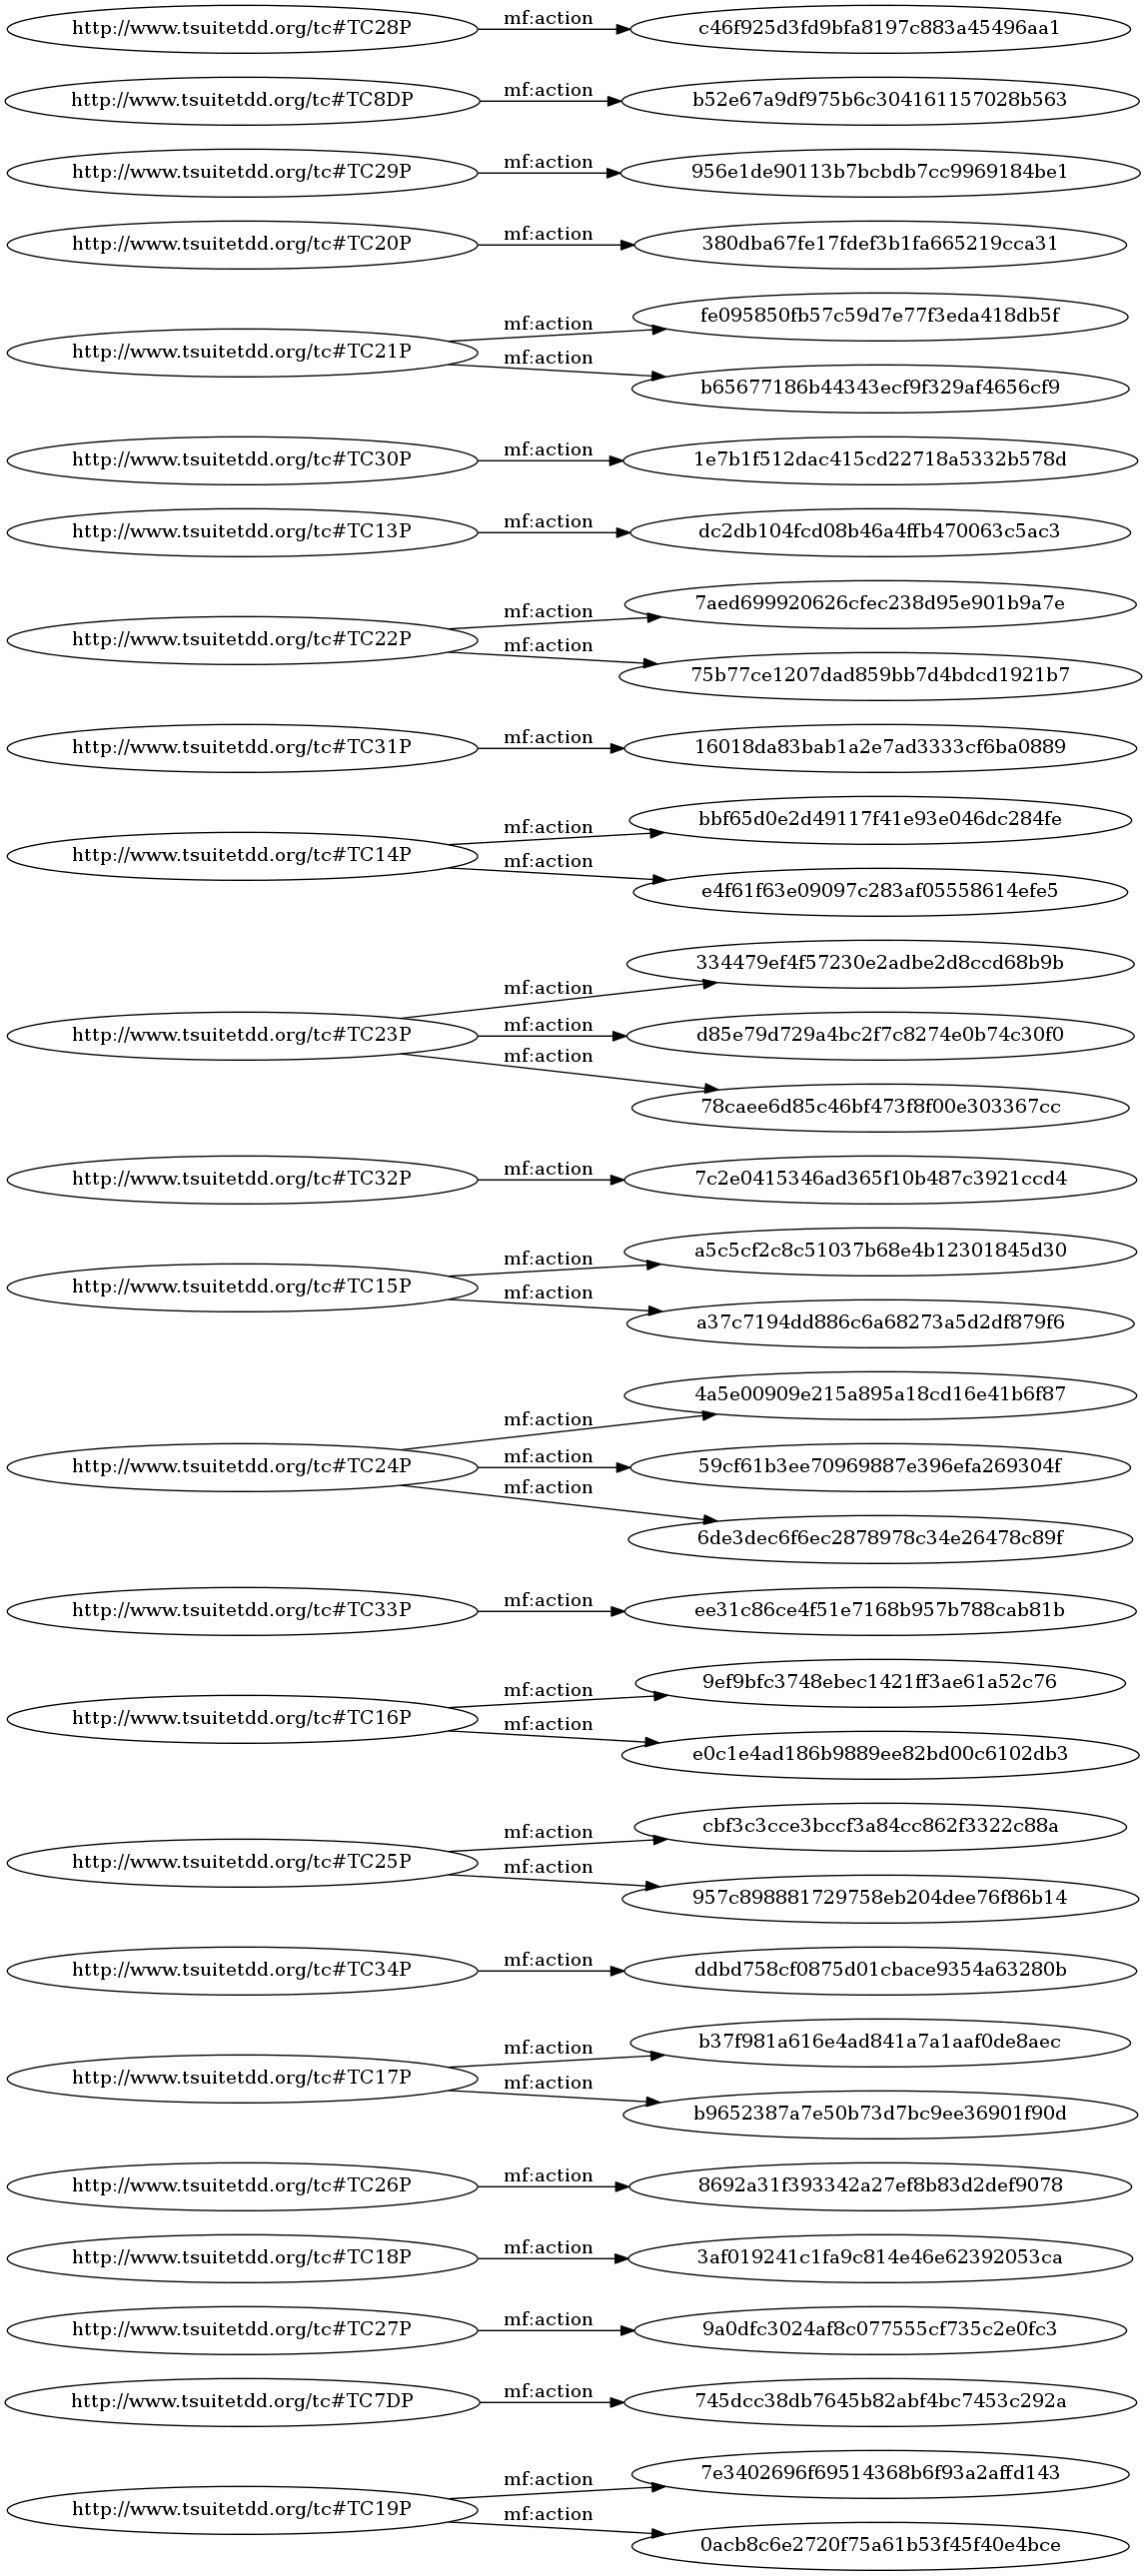 http://www.tsuitetdd.org/tc#TC28P mf:action c46f925d3fd9bfa8197c883a45496aa1
http://www.tsuitetdd.org/tc#TC8DP mf:action b52e67a9df975b6c304161157028b563
http://www.tsuitetdd.org/tc#TC29P mf:action 956e1de90113b7bcbdb7cc9969184be1
http://www.tsuitetdd.org/tc#TC20P mf:action 380dba67fe17fdef3b1fa665219cca31
mf:action fe095850fb57c59d7e77f3eda418db5f
http://www.tsuitetdd.org/tc#TC21P
mf:action b65677186b44343ecf9f329af4656cf9
http://www.tsuitetdd.org/tc#TC30P mf:action 1e7b1f512dac415cd22718a5332b578d
http://www.tsuitetdd.org/tc#TC13P mf:action dc2db104fcd08b46a4ffb470063c5ac3
mf:action 7aed699920626cfec238d95e901b9a7e
http://www.tsuitetdd.org/tc#TC22P
mf:action 75b77ce1207dad859bb7d4bdcd1921b7
http://www.tsuitetdd.org/tc#TC31P mf:action 16018da83bab1a2e7ad3333cf6ba0889
mf:action bbf65d0e2d49117f41e93e046dc284fe
http://www.tsuitetdd.org/tc#TC14P
mf:action e4f61f63e09097c283af05558614efe5
mf:action 334479ef4f57230e2adbe2d8ccd68b9b
http://www.tsuitetdd.org/tc#TC23P mf:action d85e79d729a4bc2f7c8274e0b74c30f0
mf:action 78caee6d85c46bf473f8f00e303367cc
http://www.tsuitetdd.org/tc#TC32P mf:action 7c2e0415346ad365f10b487c3921ccd4
mf:action a5c5cf2c8c51037b68e4b12301845d30
http://www.tsuitetdd.org/tc#TC15P
mf:action a37c7194dd886c6a68273a5d2df879f6
mf:action 4a5e00909e215a895a18cd16e41b6f87
http://www.tsuitetdd.org/tc#TC24P mf:action 59cf61b3ee70969887e396efa269304f
mf:action 6de3dec6f6ec2878978c34e26478c89f
http://www.tsuitetdd.org/tc#TC33P mf:action ee31c86ce4f51e7168b957b788cab81b
mf:action 9ef9bfc3748ebec1421ff3ae61a52c76
http://www.tsuitetdd.org/tc#TC16P
mf:action e0c1e4ad186b9889ee82bd00c6102db3
mf:action cbf3c3cce3bccf3a84cc862f3322c88a
http://www.tsuitetdd.org/tc#TC25P
mf:action 957c898881729758eb204dee76f86b14
http://www.tsuitetdd.org/tc#TC34P mf:action ddbd758cf0875d01cbace9354a63280b
mf:action b37f981a616e4ad841a7a1aaf0de8aec
http://www.tsuitetdd.org/tc#TC17P
mf:action b9652387a7e50b73d7bc9ee36901f90d
http://www.tsuitetdd.org/tc#TC26P mf:action 8692a31f393342a27ef8b83d2def9078
http://www.tsuitetdd.org/tc#TC18P mf:action 3af019241c1fa9c814e46e62392053ca
http://www.tsuitetdd.org/tc#TC27P mf:action 9a0dfc3024af8c077555cf735c2e0fc3
http://www.tsuitetdd.org/tc#TC7DP mf:action 745dcc38db7645b82abf4bc7453c292a
mf:action 7e3402696f69514368b6f93a2affd143
http://www.tsuitetdd.org/tc#TC19P
mf:action 0acb8c6e2720f75a61b53f45f40e4bce